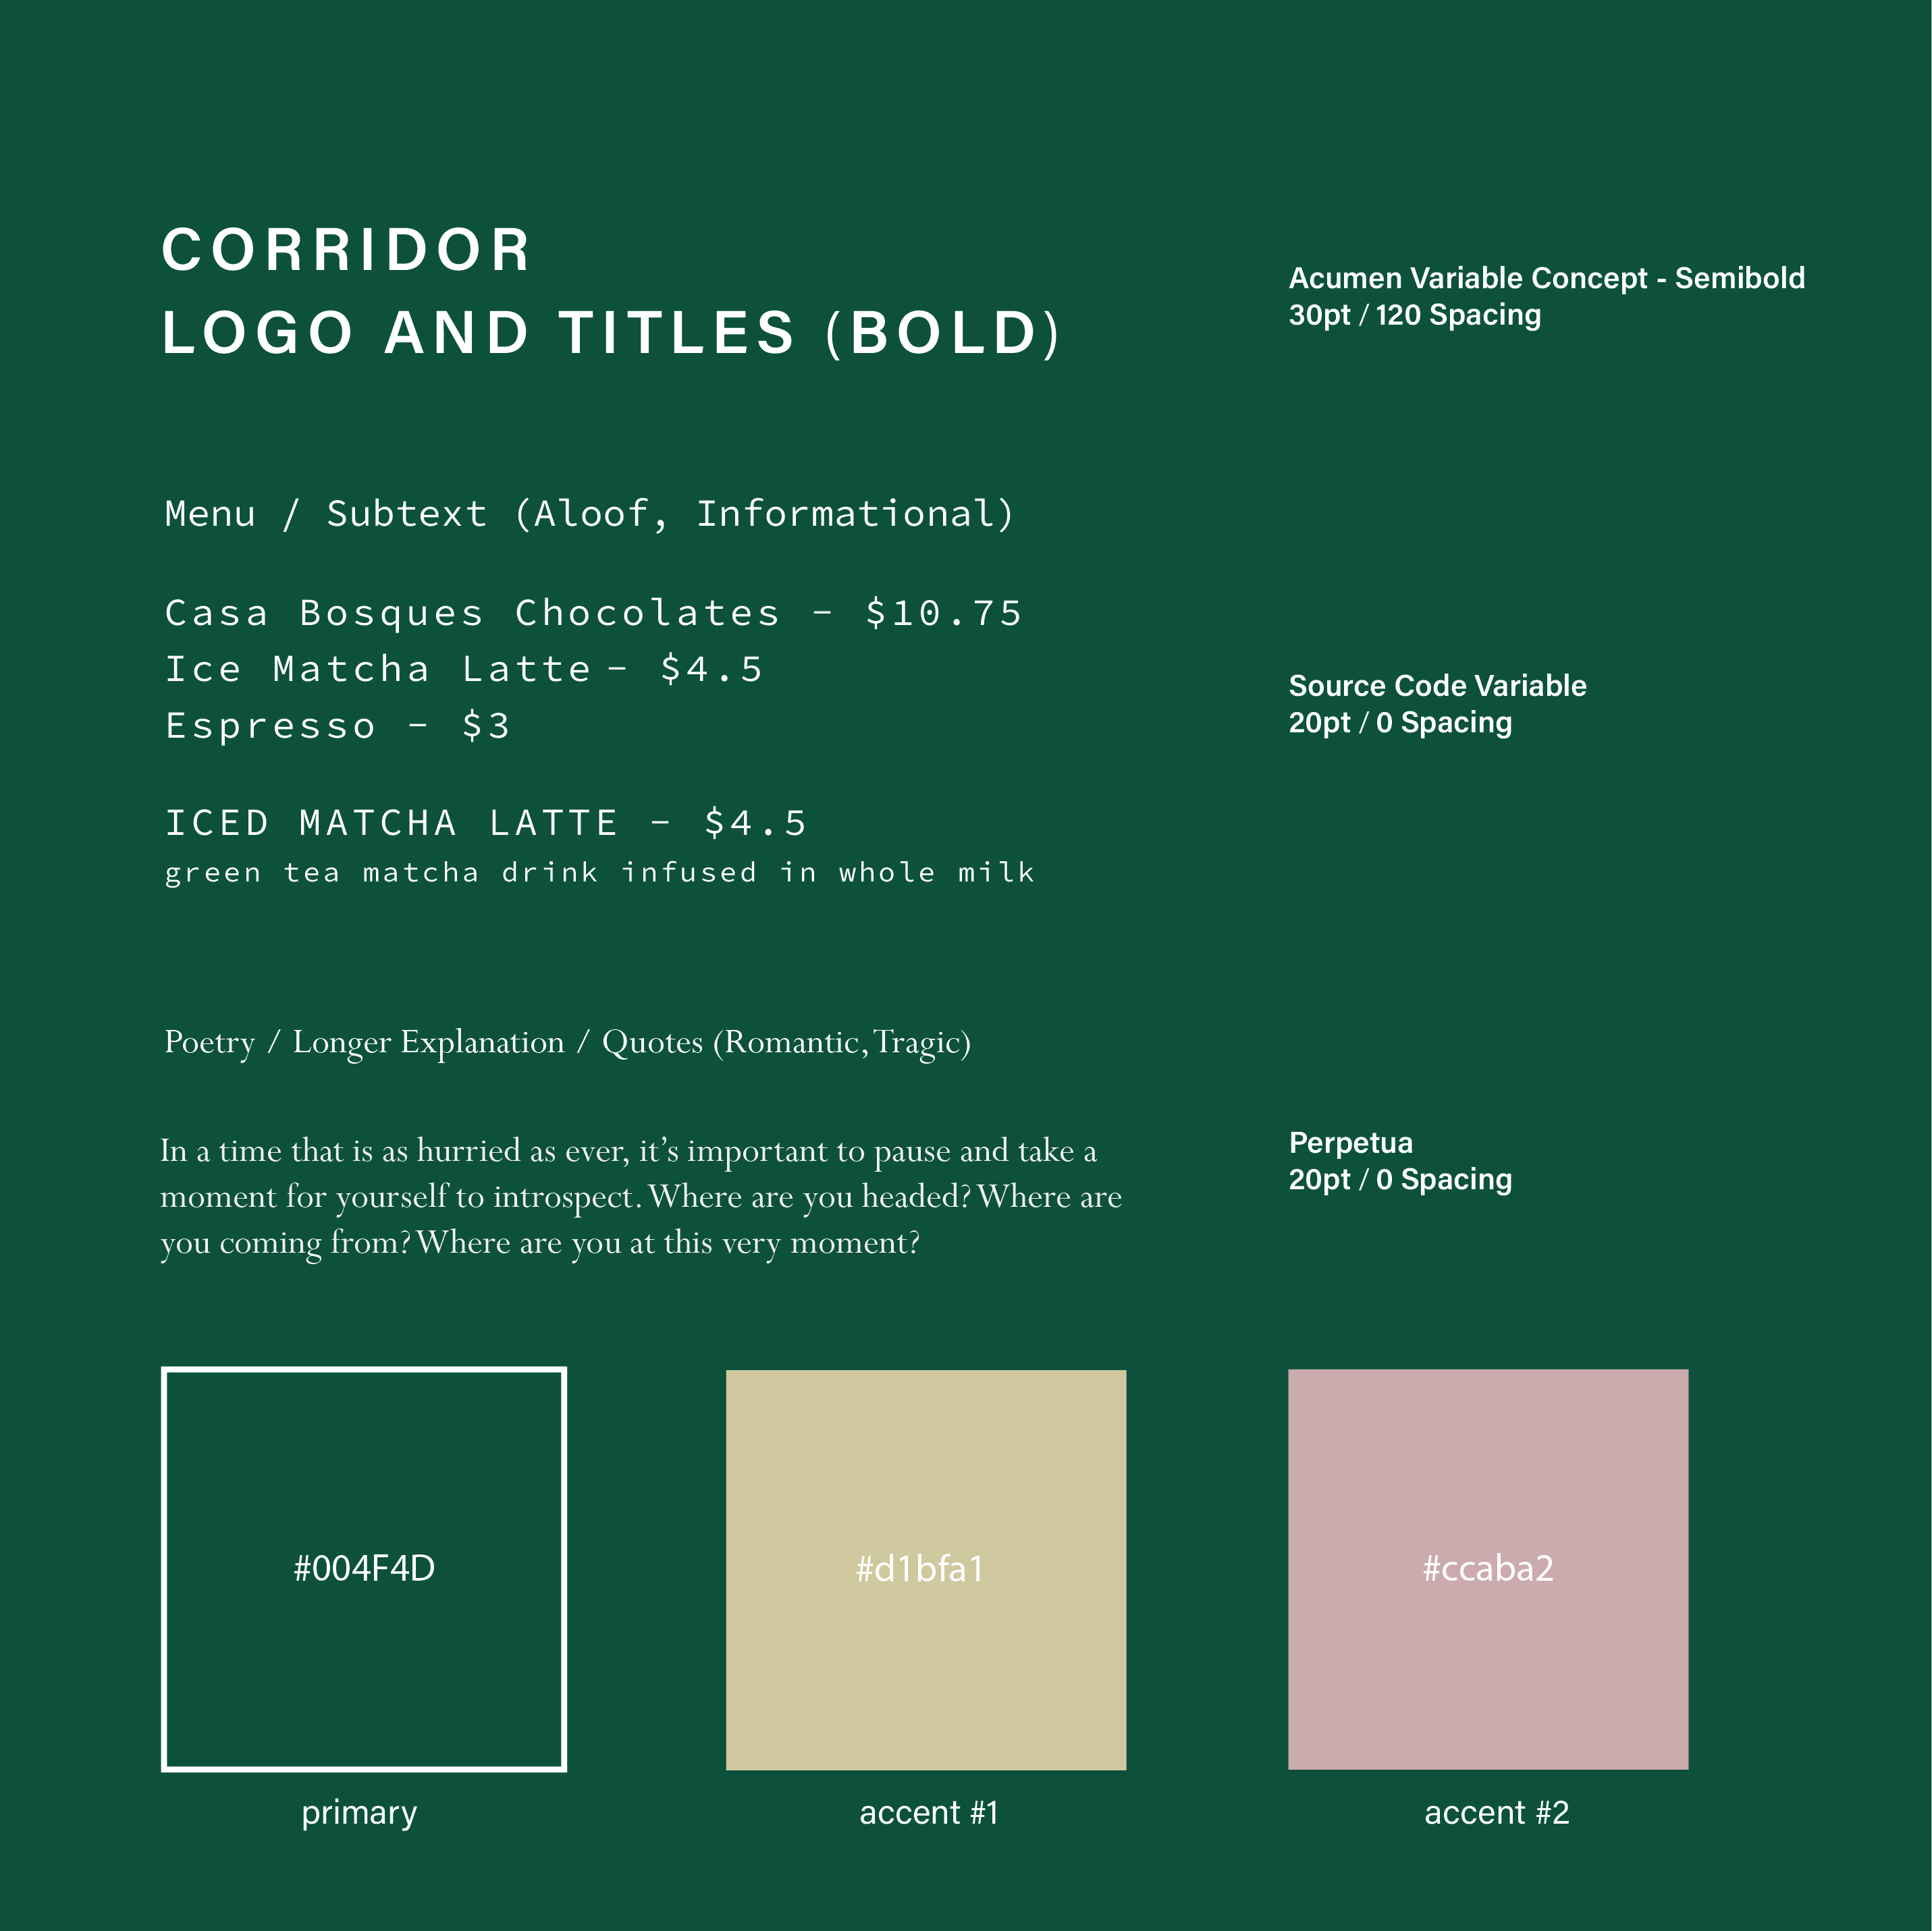 CORRIDOR
LOGO AND TITLES (BOLD)
Acumen Variable Concept - Semibold
30pt / 120 Spacing
Menu / Subtext (Aloof, Informational)
Casa Bosques Chocolates - $10.75
Ice Matcha Latte - $4.5
Espresso - $3
Source Code Variable
20pt / 0 Spacing
ICED MATCHA LATTE - $4.5
green tea matcha drink infused in whole milk
Poetry / Longer Explanation / Quotes (Romantic, Tragic)
In a time that is as hurried as ever, it’s important to pause and take a
moment for yourself to introspect. Where are you headed? Where are
you coming from? Where are you at this very moment?
Perpetua
20pt / 0 Spacing
#004F4D
#d1bfa1
#ccaba2
primary
accent #1
accent #2